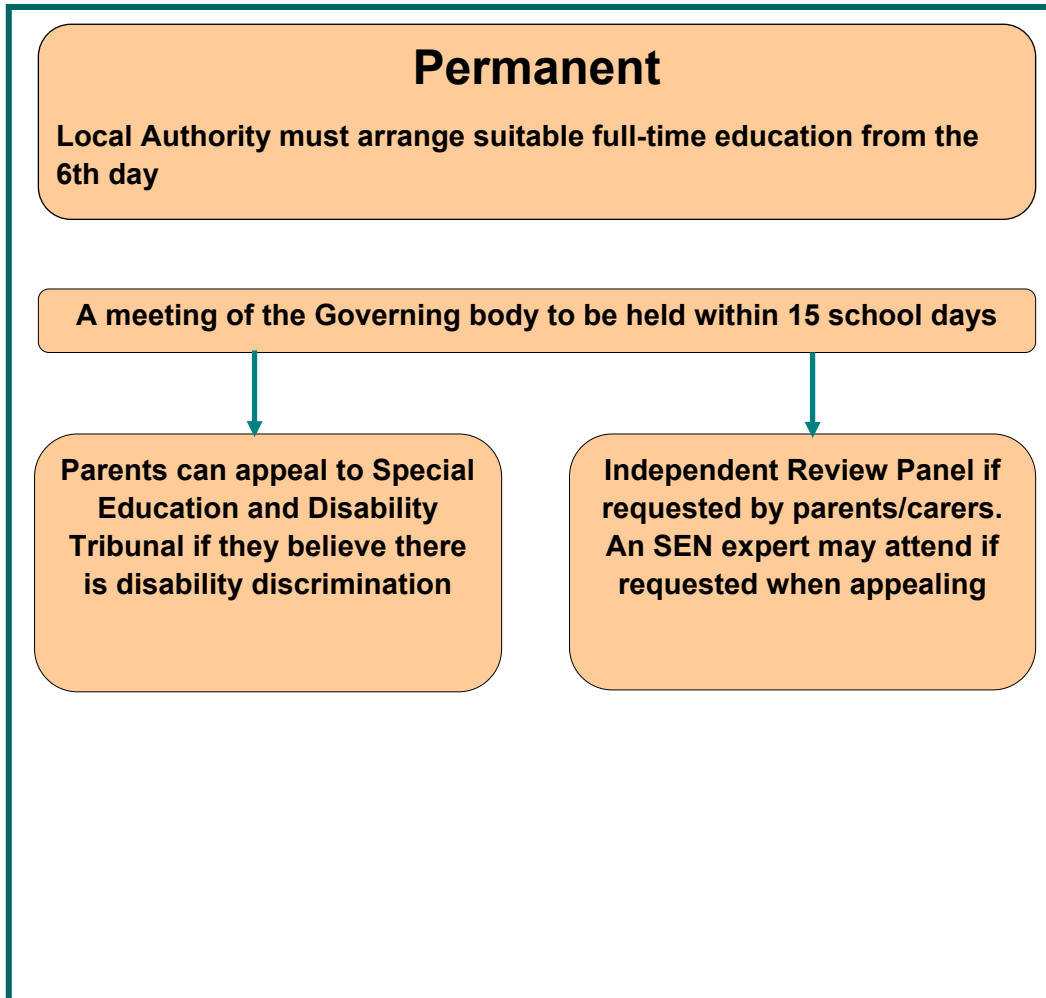 Permanent
Local Authority must arrange suitable full-time education from the
6th day
A meeting of the Governing body to be held within 15 school days
Parents can appeal to Special
Education and Disability
Tribunal if they believe there
is disability discrimination
Independent Review Panel if
requested by parents/carers.
An SEN expert may attend if
requested when appealing